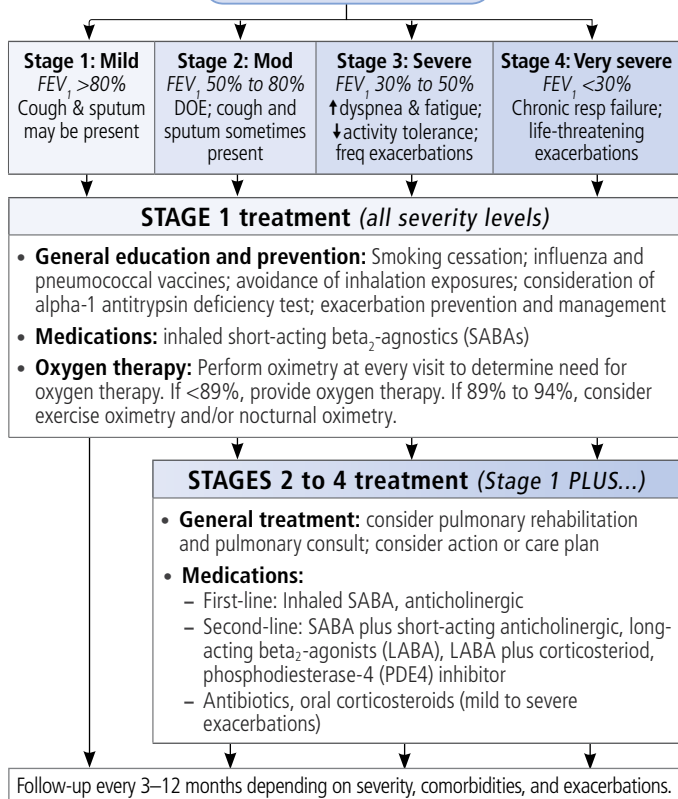 Stage 1: Mild
FEV₁ >80%
Cough & sputum
may be present
Stage 2: Mod
FEV₁ 50% to 80%
DOE; cough and
sputum sometimes
present
Stage 3: Severe
FEV₁ 30% to 50%
↑dyspnea & fatigue;
↓activity tolerance;
freq exacerbations
Stage 4: Very severe
FEV₁ <30%
Chronic resp failure;
life-threatening
exacerbations
STAGE 1 treatment (all severity levels)
• General education and prevention: Smoking cessation; influenza and
pneumococcal vaccines; avoidance of inhalation exposures; consideration of
alpha-1 antitrypsin deficiency test; exacerbation prevention and management
• Medications: inhaled short-acting beta₂-agnostics (SABAs)
• Oxygen therapy: Perform oximetry at every visit to determine need for
oxygen therapy. If <89%, provide oxygen therapy. If 89% to 94%, consider
exercise oximetry and/or nocturnal oximetry.
STAGES 2 to 4 treatment (Stage 1 PLUS...)
• General treatment: consider pulmonary rehabilitation
and pulmonary consult; consider action or care plan
• Medications:
– First-line: Inhaled SABA, anticholinergic
– Second-line: SABA plus short-acting anticholinergic, long-
acting beta₂-agonists (LABA), LABA plus corticosteriod,
phosphodiesterase-4 (PDE4) inhibitor
– Antibiotics, oral corticosteroids (mild to severe
exacerbations)
Follow-up every 3–12 months depending on severity, comorbidities, and exacerbations.